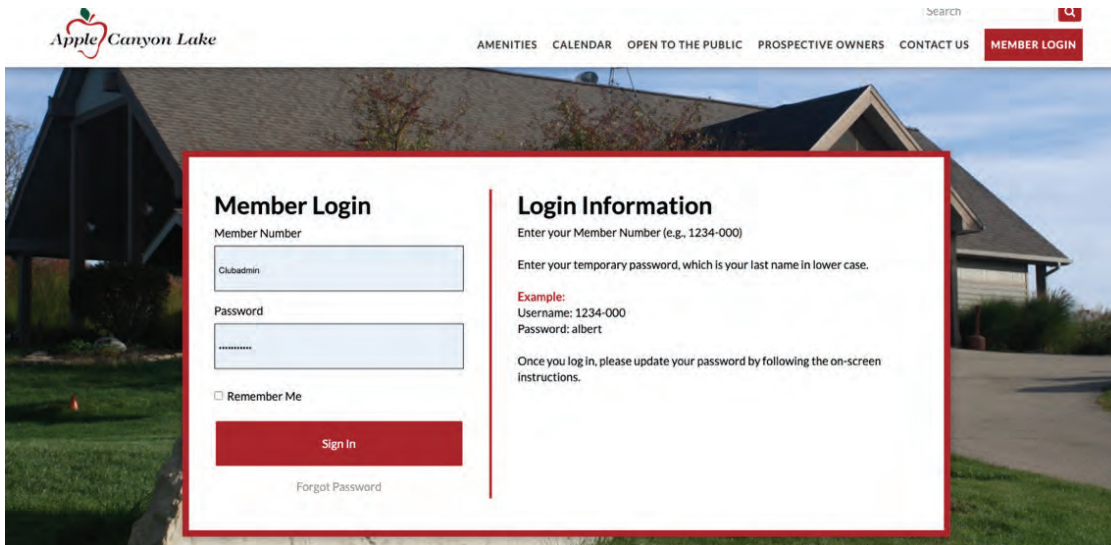 Search
Apple Canyon Lake
AMENITIES CALENDAR OPEN TO THE PUBLIC PROSPECTIVE OWNERS CONTACT US MEMBER LOGIN
Member Login
Member Number
Clubadmin
Password
•••••••••••
Remember Me
Sign In
Forgot Password
Login Information
Enter your Member Number (e.g., 1234-000)
Enter your temporary password, which is your last name in lower case.
Example:
Username: 1234-000
Password: albert
Once you log in, please update your password by following the on-screen
instructions.